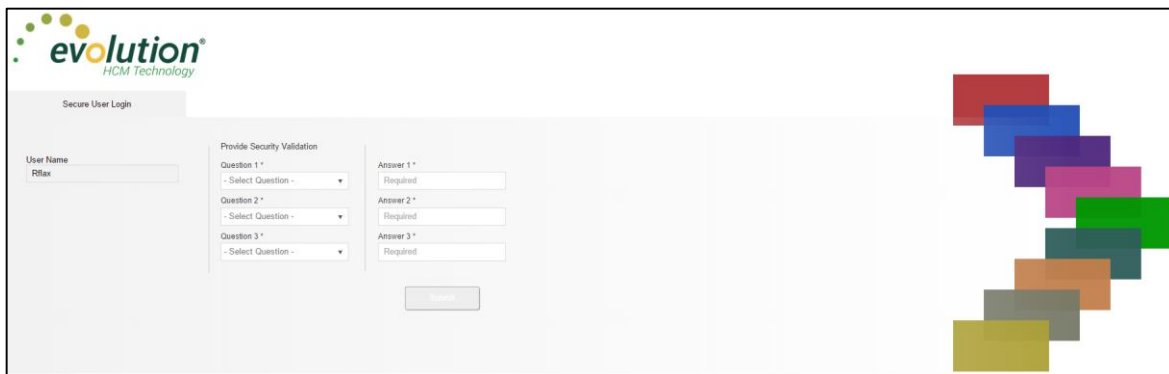 evolution®
HCM Technology
Secure User Login
User Name
Rflax
Provide Security Validation
Question 1 *
- Select Question -
Question 2 *
- Select Question -
Question 3 *
- Select Question -
Answer 1 *
Required
Answer 2 *
Required
Answer 3 *
Required
Submit